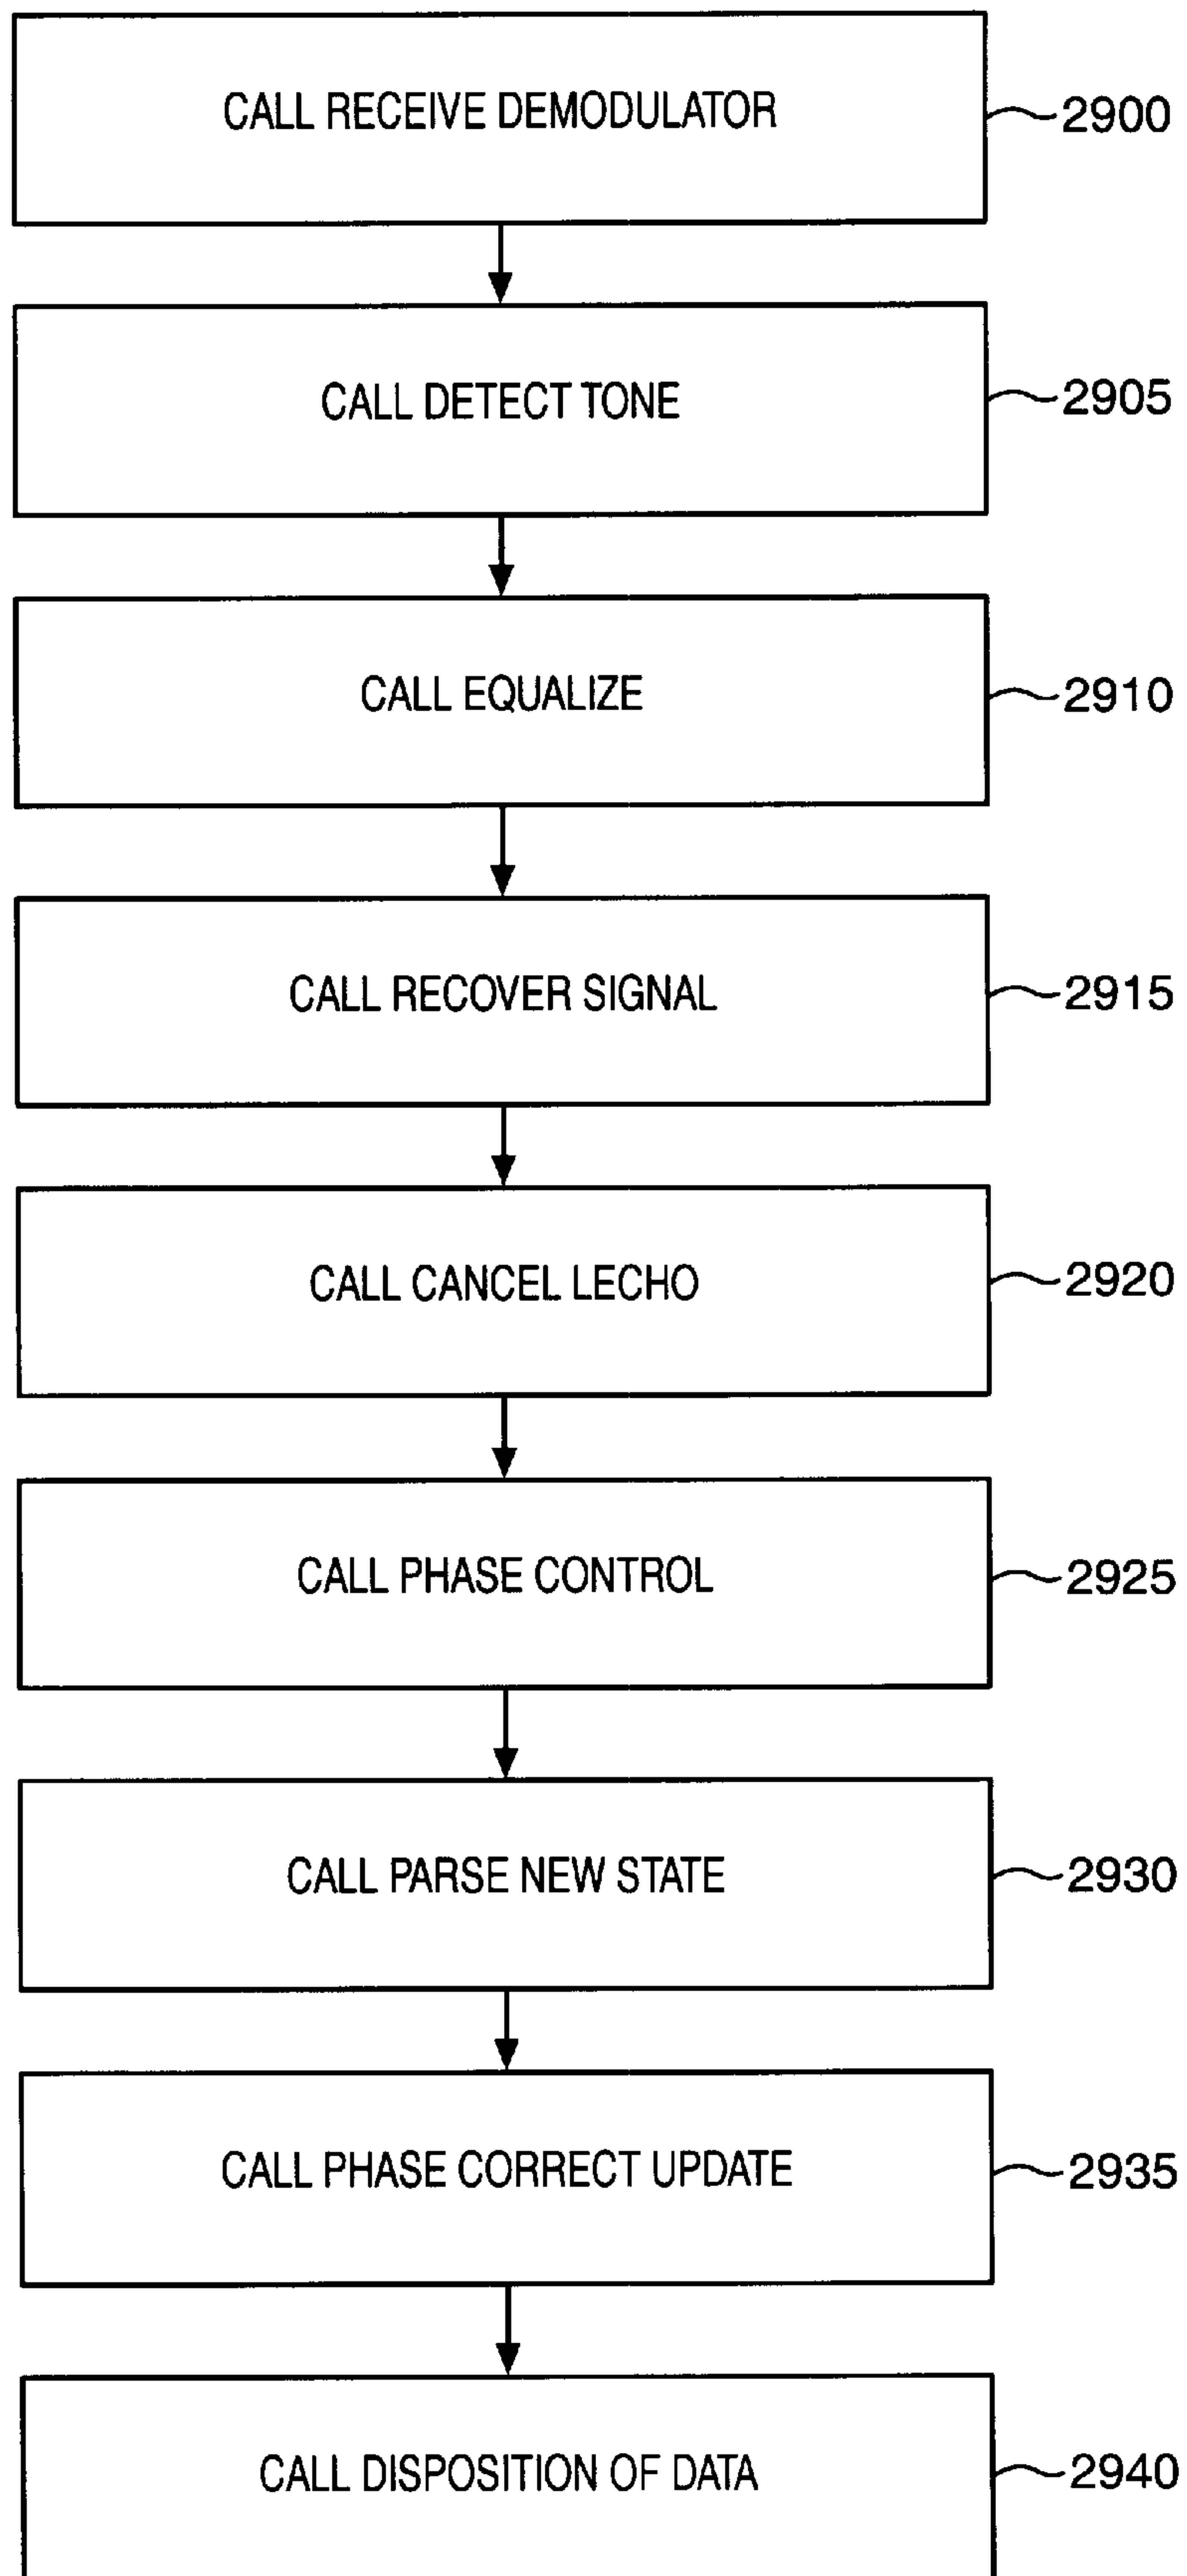 CALL RECEIVE DEMODULATOR
2900
CALL DETECT TONE
2905
CALL EQUALIZE
2910
CALL RECOVER SIGNAL
2915
CALL CANCEL LECHO
2920
CALL PHASE CONTROL
2925
CALL PARSE NEW STATE
2930
CALL PHASE CORRECT UPDATE
2935
CALL DISPOSITION OF DATA
2940